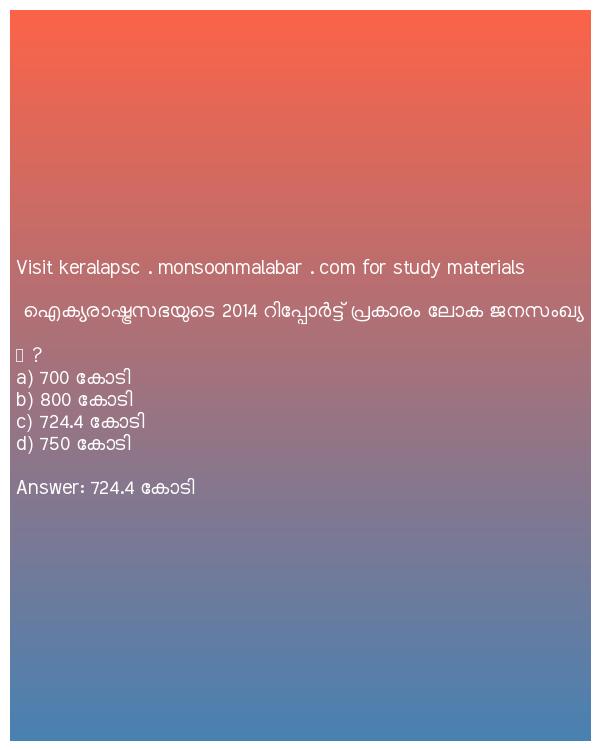 Visit keralapsc . monsoonmalabar . com for study materials
ഐക്യരാഷ്ട്രസഭയുടെ 2014 റിപ്പോർട്ട് പ്രകാരം ലോക ജനസംഖ്യ
?
a) 700 കോടി
b) 800 കോടി
c) 724.4 കോടി
d) 750 കോടി
Answer: 724.4 കോടി